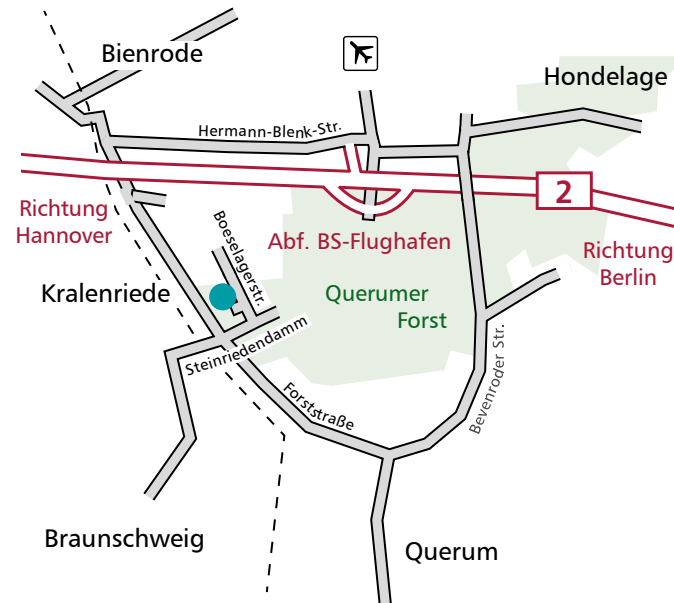 Bienrode
Hondelage
Hermann-Blenk-Str.
2
Richtung
Hannover
Boeselagerstr.
Abf. BS-Flughafen
Richtung
Berlin
Kralenriede
Querumer
Forst
Steinriedendamm
Forststraße
Bevenroder Str.
Braunschweig
Querum